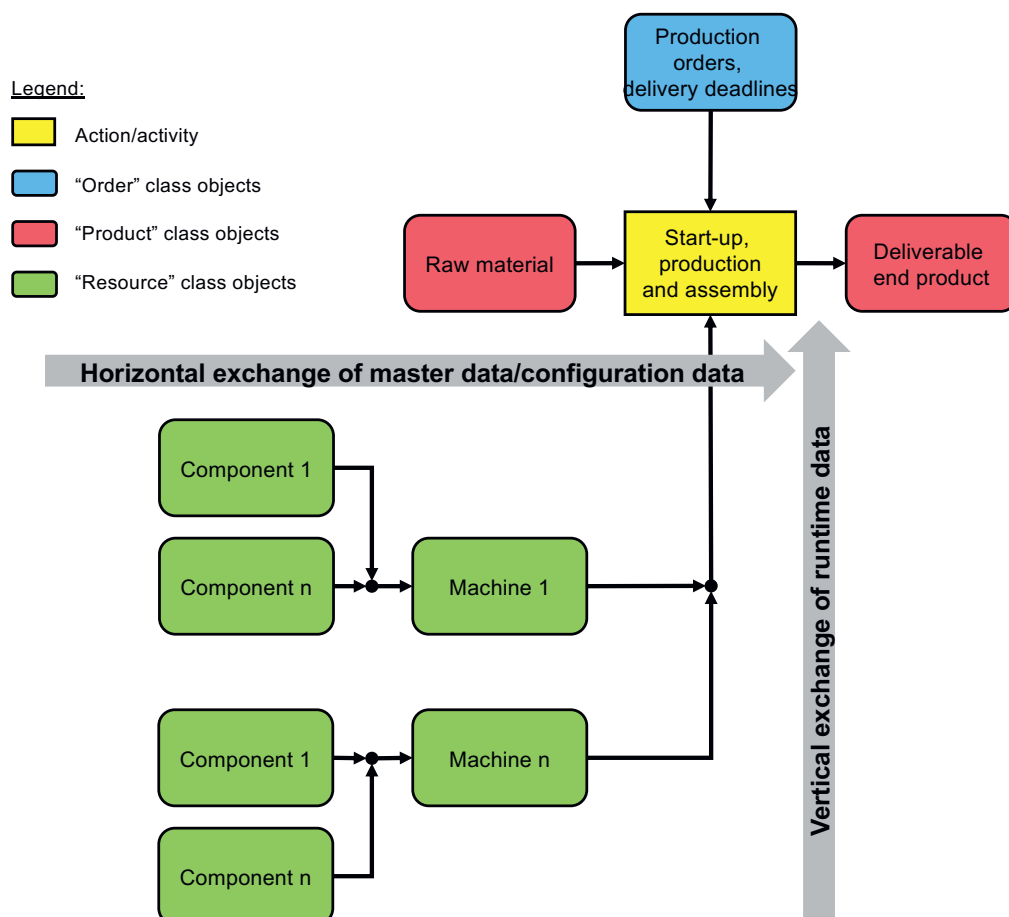 Production
orders,
delivery deadlines
Legend:
Action/activity
“Order” class objects
“Product” class objects
“Resource” class objects
Raw material
Start-up,
production
and assembly
Deliverable
end product
Horizontal exchange of master data/configuration data
Vertical exchange of runtime data
Component 1
Component n
Machine 1
Component 1
Machine n
Component n